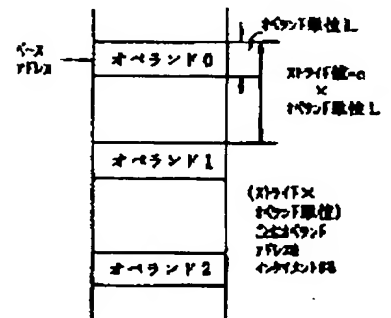 オペランド単位L
ベース
アドレス
オペランド0
ストライド値=α
×
オペランド単位L
オペランド1
(ストライド×
オペランド単位)
ごとにオペランド
アドレスを
インクリメントする
オペランド2